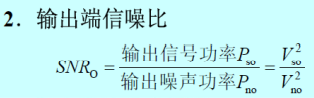 2. 输出端信噪比
SNR_O = 输出信号功率P_so / 输出噪声功率P_no = V_so^2 / V_no^2